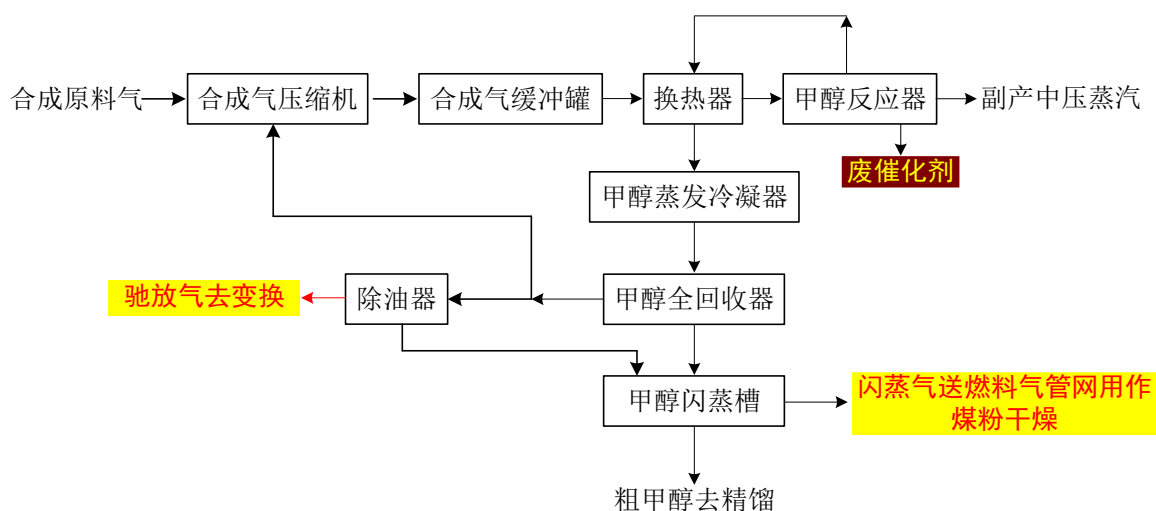 合成原料气
合成气压缩机
合成气缓冲罐
换热器
甲醇反应器
副产中压蒸汽
废催化剂
甲醇蒸发冷凝器
驰放气去变换
除油器
甲醇全回收器
甲醇闪蒸槽
闪蒸气送燃料气管网用作
煤粉干燥
粗甲醇去精馏